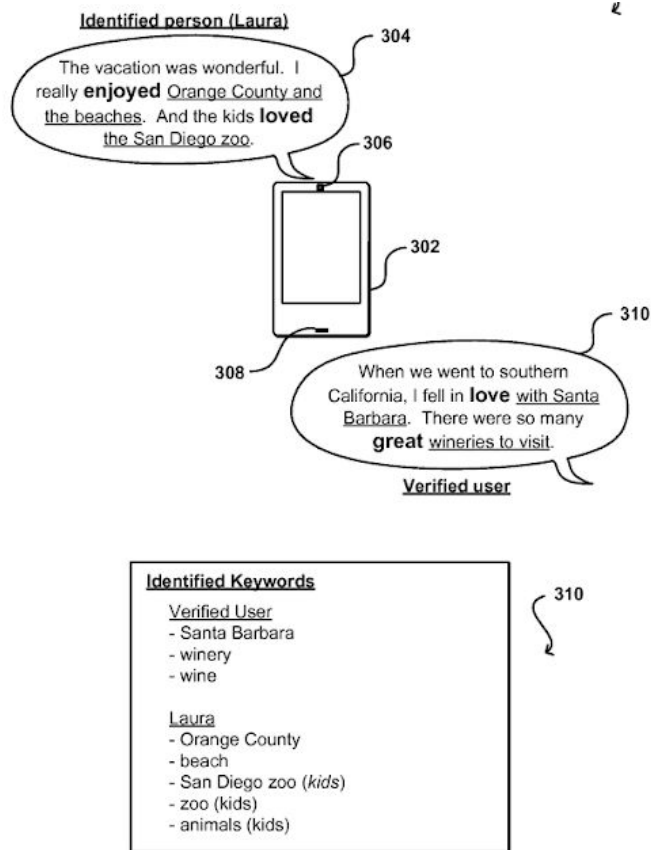 Identified person (Laura)
304
The vacation was wonderful. I
really enjoyed Orange County and
the beaches. And the kids loved
the San Diego zoo.
306
302
308
310
When we went to southern
California, I fell in love with Santa
Barbara. There were so many
great wineries to visit.
Verified user
Identified Keywords
310
Verified User
- Santa Barbara
- winery
- wine
Laura
- Orange County
- beach
- San Diego zoo (kids)
- zoo (kids)
- animals (kids)